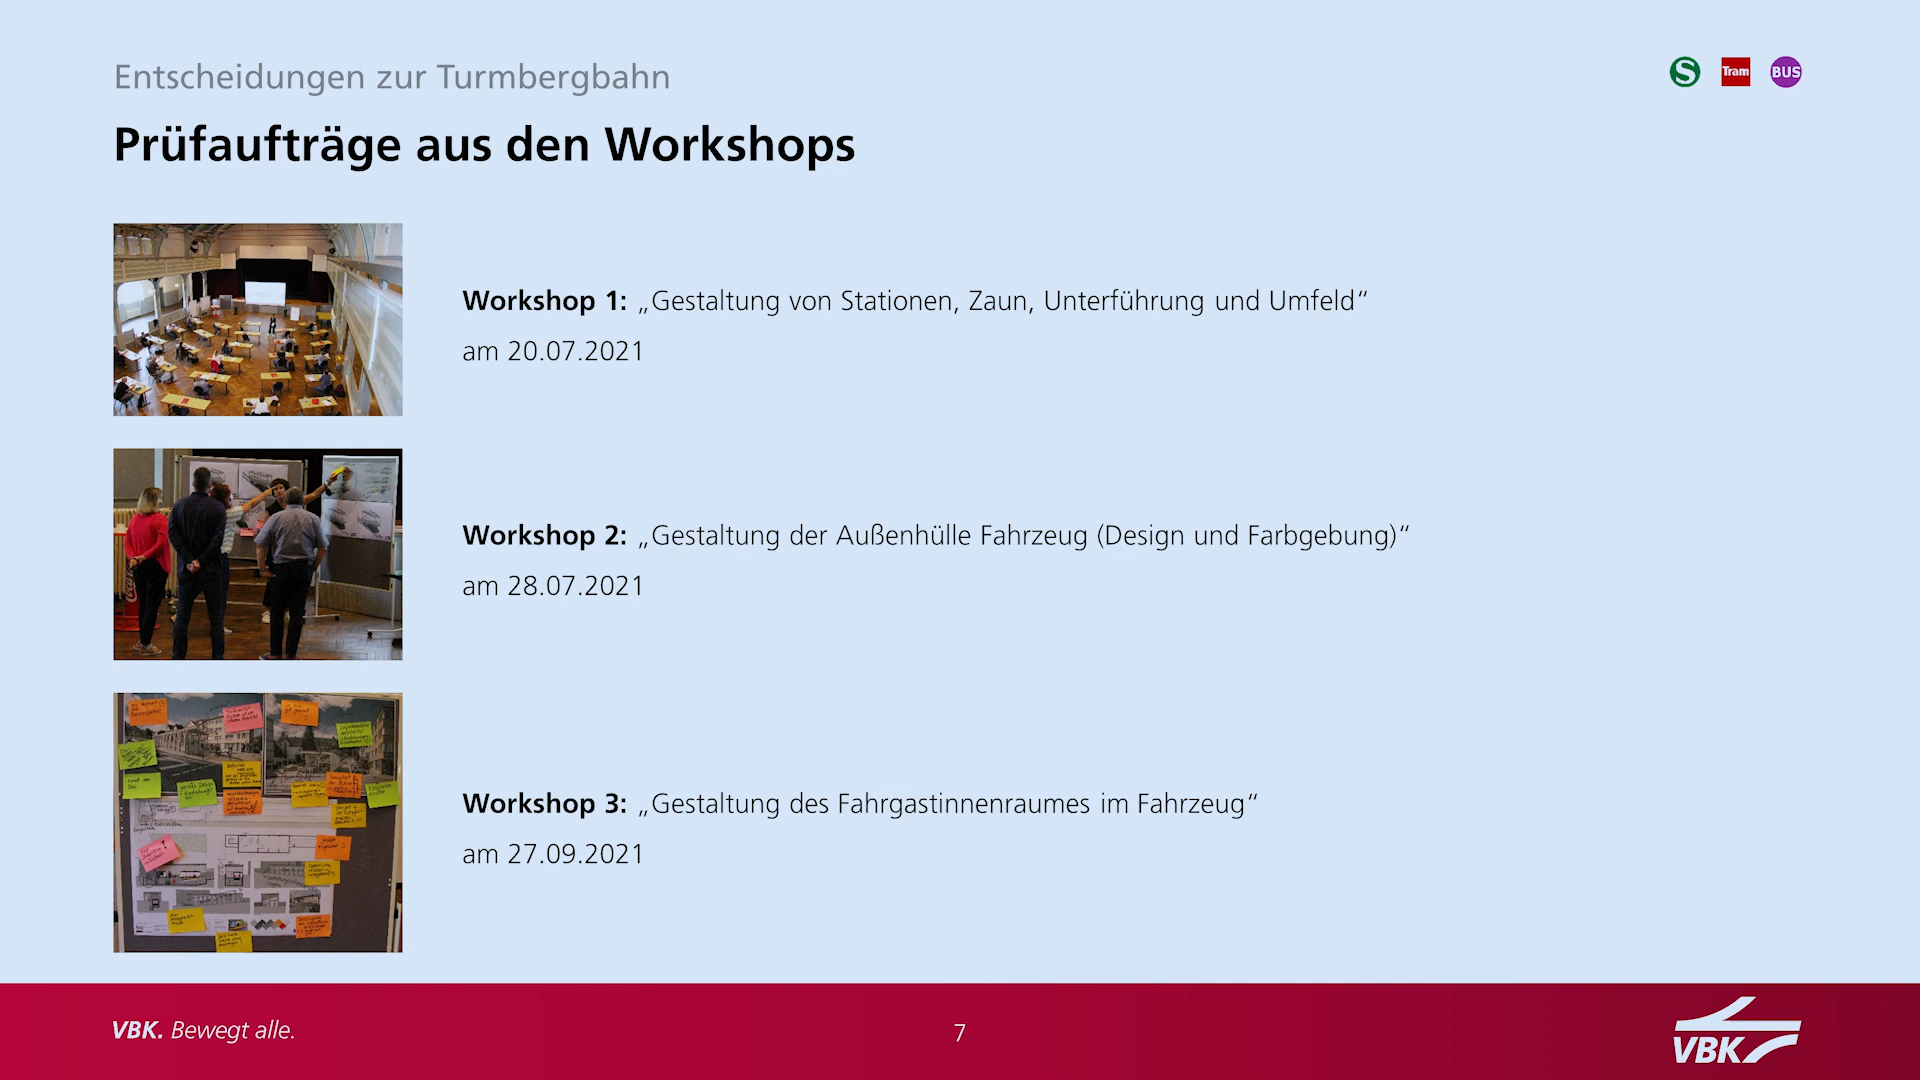 Entscheidungen zur Turmbergbahn
S
Tram
BUS
Prüfaufträge aus den Workshops
Workshop 1: „Gestaltung von Stationen, Zaun, Unterführung und Umfeld“
am 20.07.2021
Workshop 2: „Gestaltung der Außenhülle Fahrzeug (Design und Farbgebung)“
am 28.07.2021
Workshop 3: „Gestaltung des Fahrgastinnenraumes im Fahrzeug“
am 27.09.2021
VBK. Bewegt alle.
7
VBK